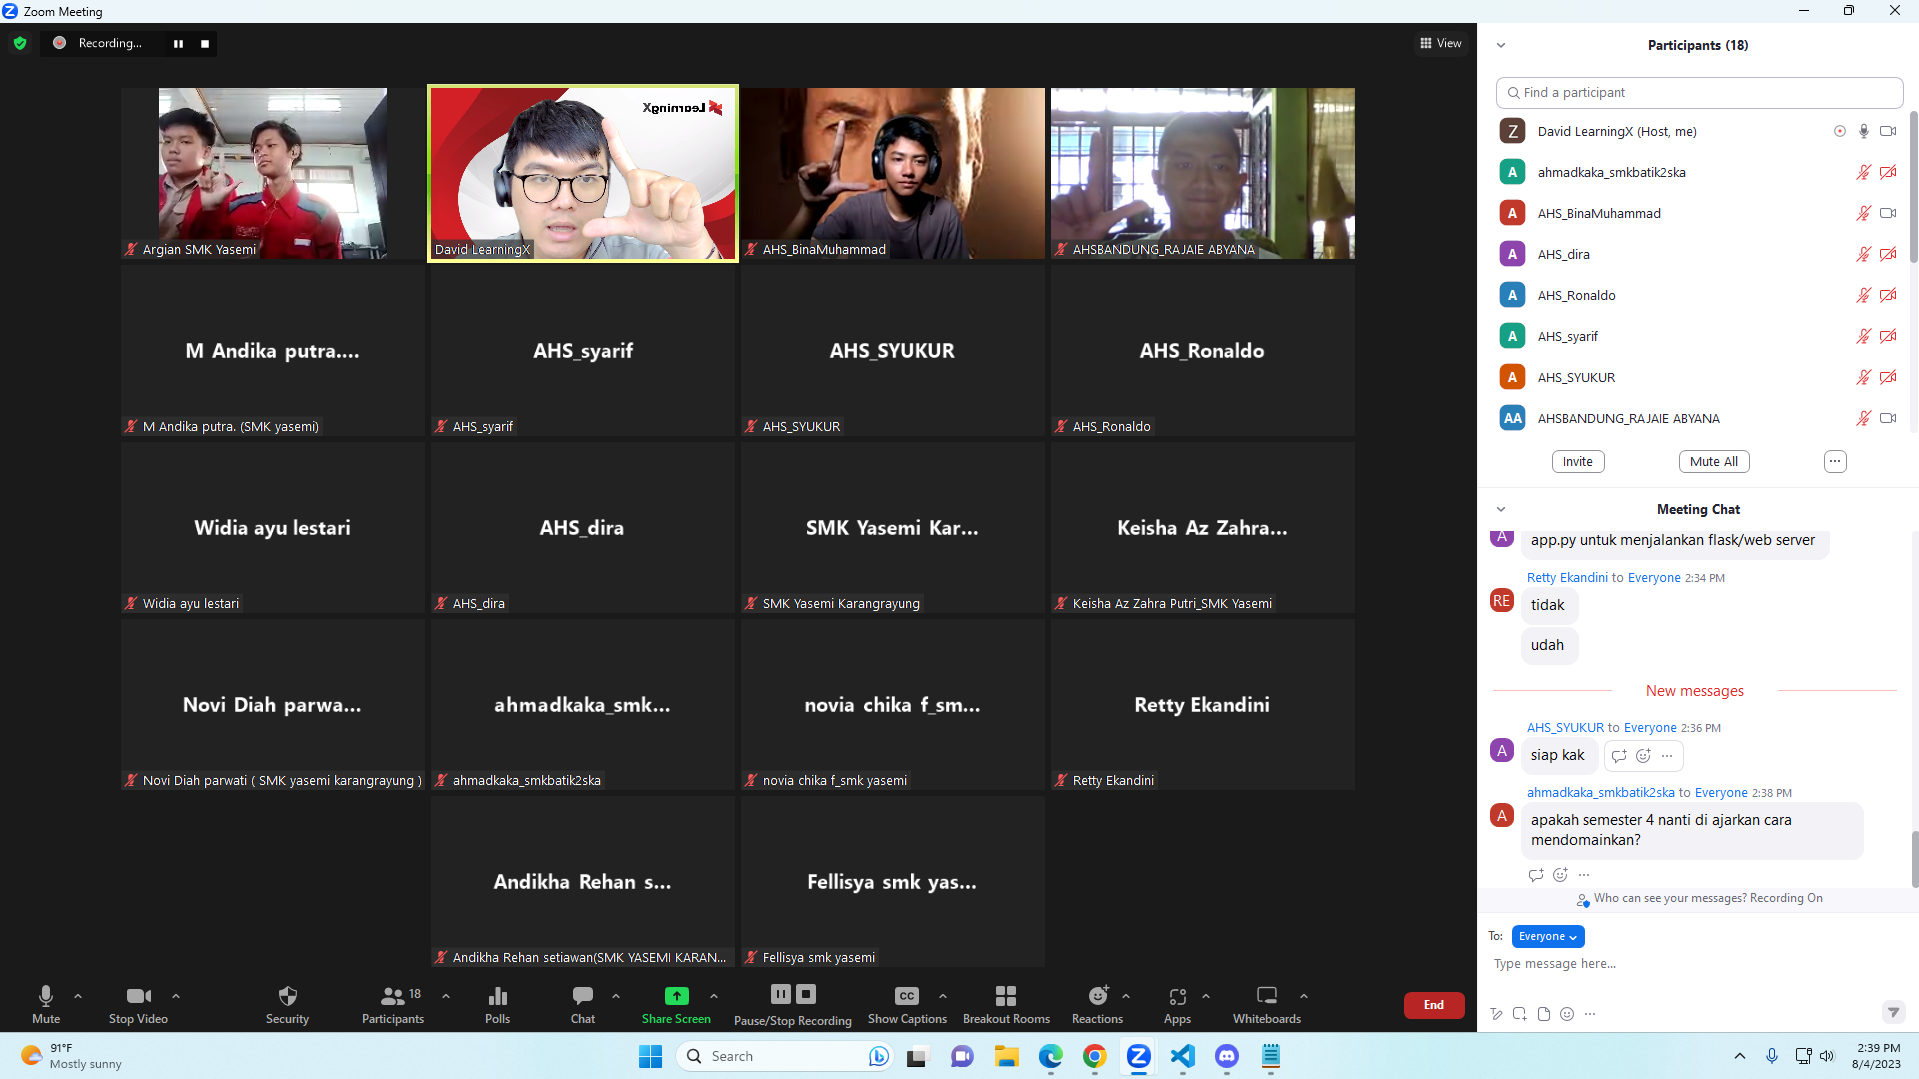 Zoom Meeting
Recording...
View
LearningX
Argian SMK Yasemi
David LearningX
AHS_BinaMuhammad
AHSBANDUNG_RAJAIE ABYANA
M Andika putra....
AHS_syarif
AHS_SYUKUR
AHS_Ronaldo
M Andika putra. (SMK yasemi)
AHS_syarif
AHS_SYUKUR
AHS_Ronaldo
Widia ayu lestari
AHS_dira
SMK Yasemi Kar...
Keisha Az Zahra...
Widia ayu lestari
AHS_dira
SMK Yasemi Karangrayung
Keisha Az Zahra Putri_SMK Yasemi
Novi Diah parwa...
ahmadkaka_smk...
novia chika f_sm...
Retty Ekandini
Novi Diah parwati ( SMK yasemi karangrayung )
ahmadkaka_smkbatik2ska
novia chika f_smk yasemi
Retty Ekandini
Andikha Rehan s...
Fellisya smk yas...
Andikha Rehan setiawan(SMK YASEMI KARAN...
Fellisya smk yasemi
Mute
Stop Video
Security
18
Participants
Polls
Chat
Share Screen
Pause/Stop Recording
CC
Show Captions
Breakout Rooms
Reactions
Apps
Whiteboards
End
Participants (18)
Find a participant
Z
David LearningX (Host, me)
A
ahmadkaka_smkbatik2ska
A
AHS_BinaMuhammad
A
AHS_dira
A
AHS_Ronaldo
A
AHS_syarif
A
AHS_SYUKUR
AA
AHSBANDUNG_RAJAIE ABYANA
Invite
Mute All
Meeting Chat
A
app.py untuk menjalankan flask/web server
Retty Ekandini to Everyone 2:34 PM
RE
tidak
udah
New messages
AHS_SYUKUR to Everyone 2:36 PM
A
siap kak
ahmadkaka_smkbatik2ska to Everyone 2:38 PM
A
apakah semester 4 nanti di ajarkan cara
mendomainkan?
Who can see your messages? Recording On
To: Everyone
Type message here...
91°F
Mostly sunny
Search
2:39 PM
8/4/2023